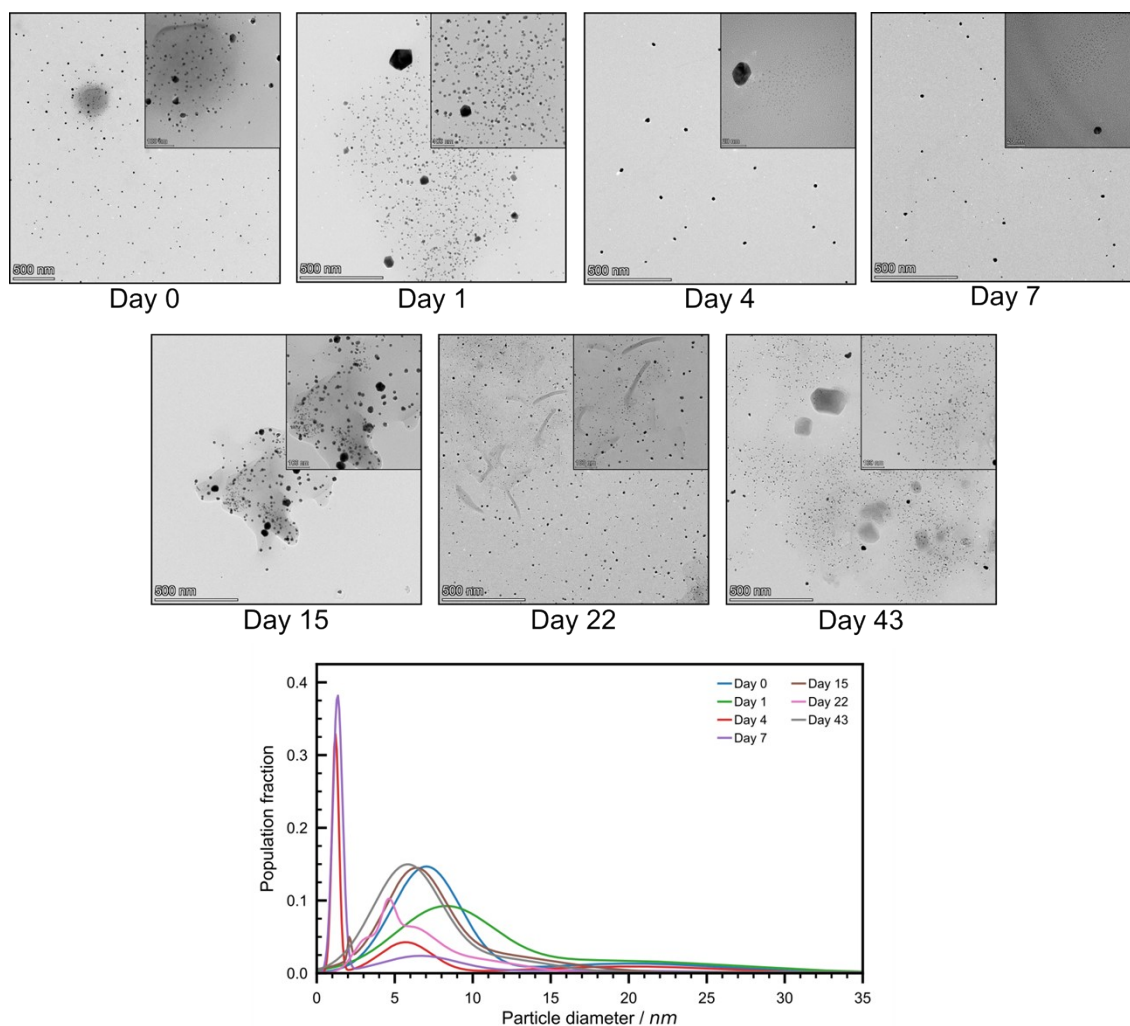 500 nm
500 nm
500 nm
500 nm
Day 0
Day 1
Day 4
Day 7
500 nm
500 nm
500 nm
Day 15
Day 22
Day 43
0.4
0.3
0.2
0.1
0.0
Population fraction
Day 0
Day 1
Day 4
Day 7
Day 15
Day 22
Day 43
0
5
10
15
20
25
30
35
Particle diameter / nm